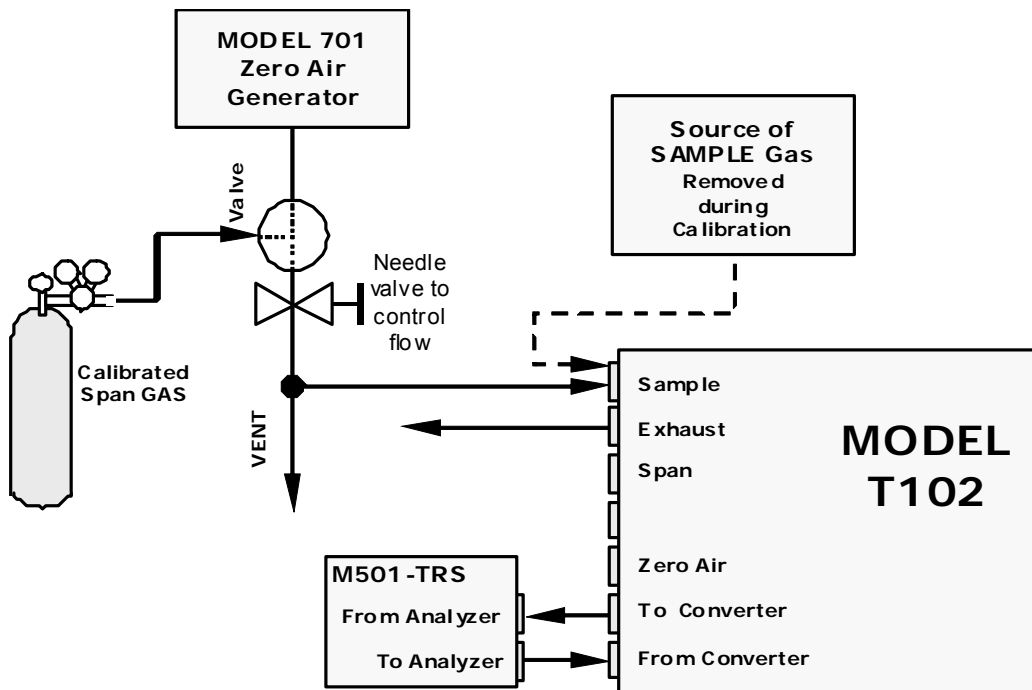 MODEL 701
Zero Air
Generator
Source of
SAMPLE Gas
Removed
during
Calibration
Valve
Needle
valve to
control
flow
Calibrated
Span GAS
VENT
Sample
Exhaust
Span
Zero Air
To Converter
From Converter
MODEL
T102
M501-TRS
From Analyzer
To Analyzer